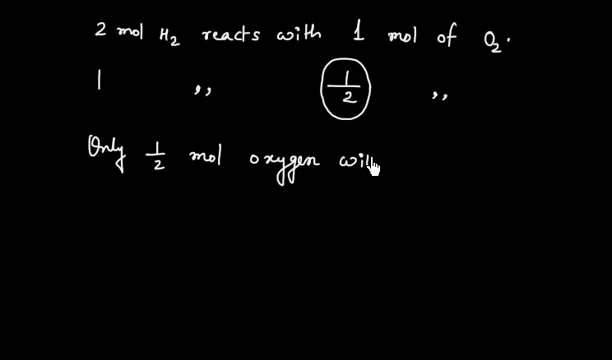 2 mol H₂ reacts with 1 mol of O₂.
1 ,, 1/2 ,,
Only 1/2 mol oxygen will